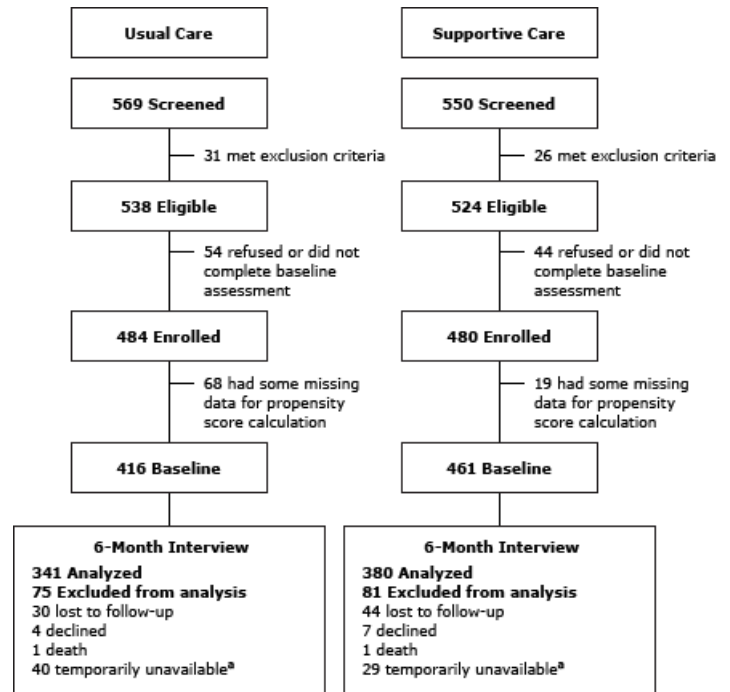 Usual Care
569 Screened
31 met exclusion criteria
538 Eligible
54 refused or did not
complete baseline
assessment
484 Enrolled
68 had some missing
data for propensity
score calculation
416 Baseline
6-Month Interview
341 Analyzed
75 Excluded from analysis
30 lost to follow-up
4 declined
1 death
40 temporarily unavailableª
Supportive Care
550 Screened
26 met exclusion criteria
524 Eligible
44 refused or did not
complete baseline
assessment
480 Enrolled
19 had some missing
data for propensity
score calculation
461 Baseline
6-Month Interview
380 Analyzed
81 Excluded from analysis
44 lost to follow-up
7 declined
1 death
29 temporarily unavailableª